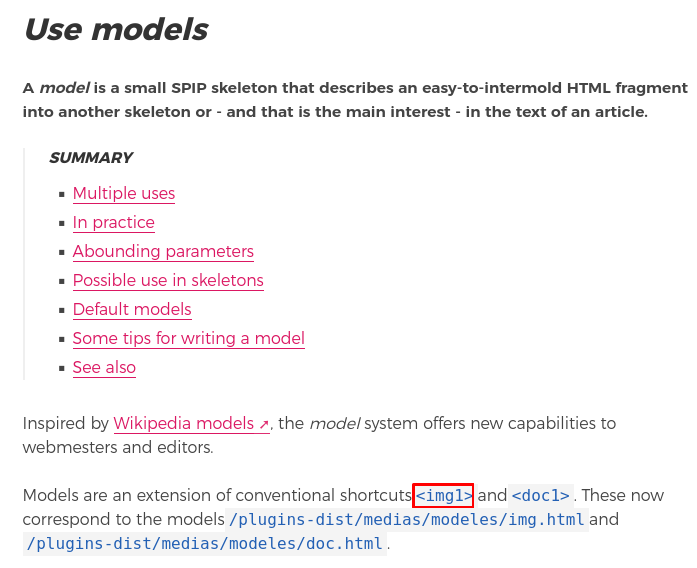 Use models
A model is a small SPIP skeleton that describes an easy-to-intermold HTML fragment
into another skeleton or - and that is the main interest - in the text of an article.
SUMMARY
Multiple uses
In practice
Abounding parameters
Possible use in skeletons
Default models
Some tips for writing a model
See also
Inspired by Wikipedia models ↗, the model system offers new capabilities to
webmesters and editors.
Models are an extension of conventional shortcuts <img1> and <doc1> . These now
correspond to the models /plugins-dist/medias/modeles/img.html and
/plugins-dist/medias/modeles/doc.html .